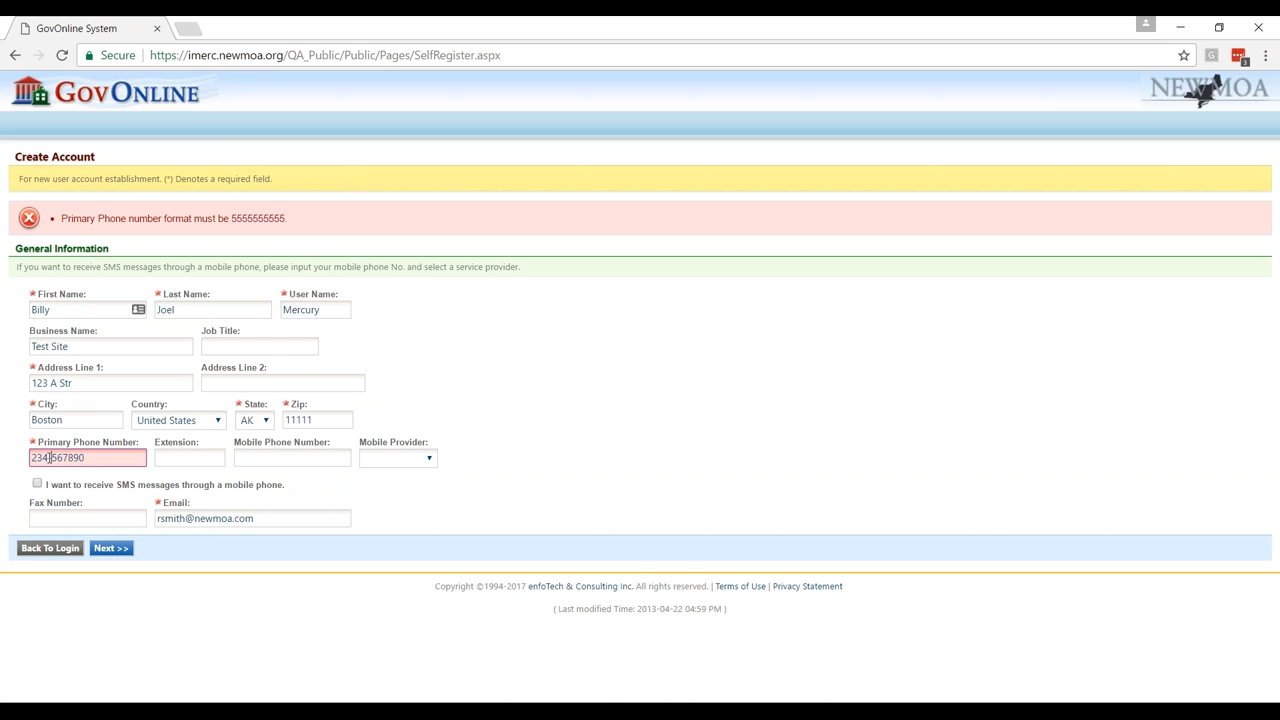 GovOnline System
Secure https://imerc.newmoa.org/QA_Public/Public/Pages/SelfRegister.aspx
G 3
GOVONLINE NEWMOA
Create Account
For new user account establishment. (*) Denotes a required field.
Primary Phone number format must be 5555555555.
General Information
If you want to receive SMS messages through a mobile phone, please input your mobile phone No. and select a service provider.
* First Name: * Last Name: * User Name:
Billy Joel Mercury
Business Name: Job Title:
Test Site
* Address Line 1: Address Line 2:
123 A Str
* City: Country: * State: * Zip:
Boston United States AK 11111
* Primary Phone Number: Extension: Mobile Phone Number: Mobile Provider:
234567890
I want to receive SMS messages through a mobile phone.
Fax Number: * Email:
rsmith@newmoa.com
Back To Login Next >>
Copyright ©1994-2017 enfoTech & Consulting Inc. All rights reserved. | Terms of Use | Privacy Statement
( Last modified Time: 2013-04-22 04:59 PM )